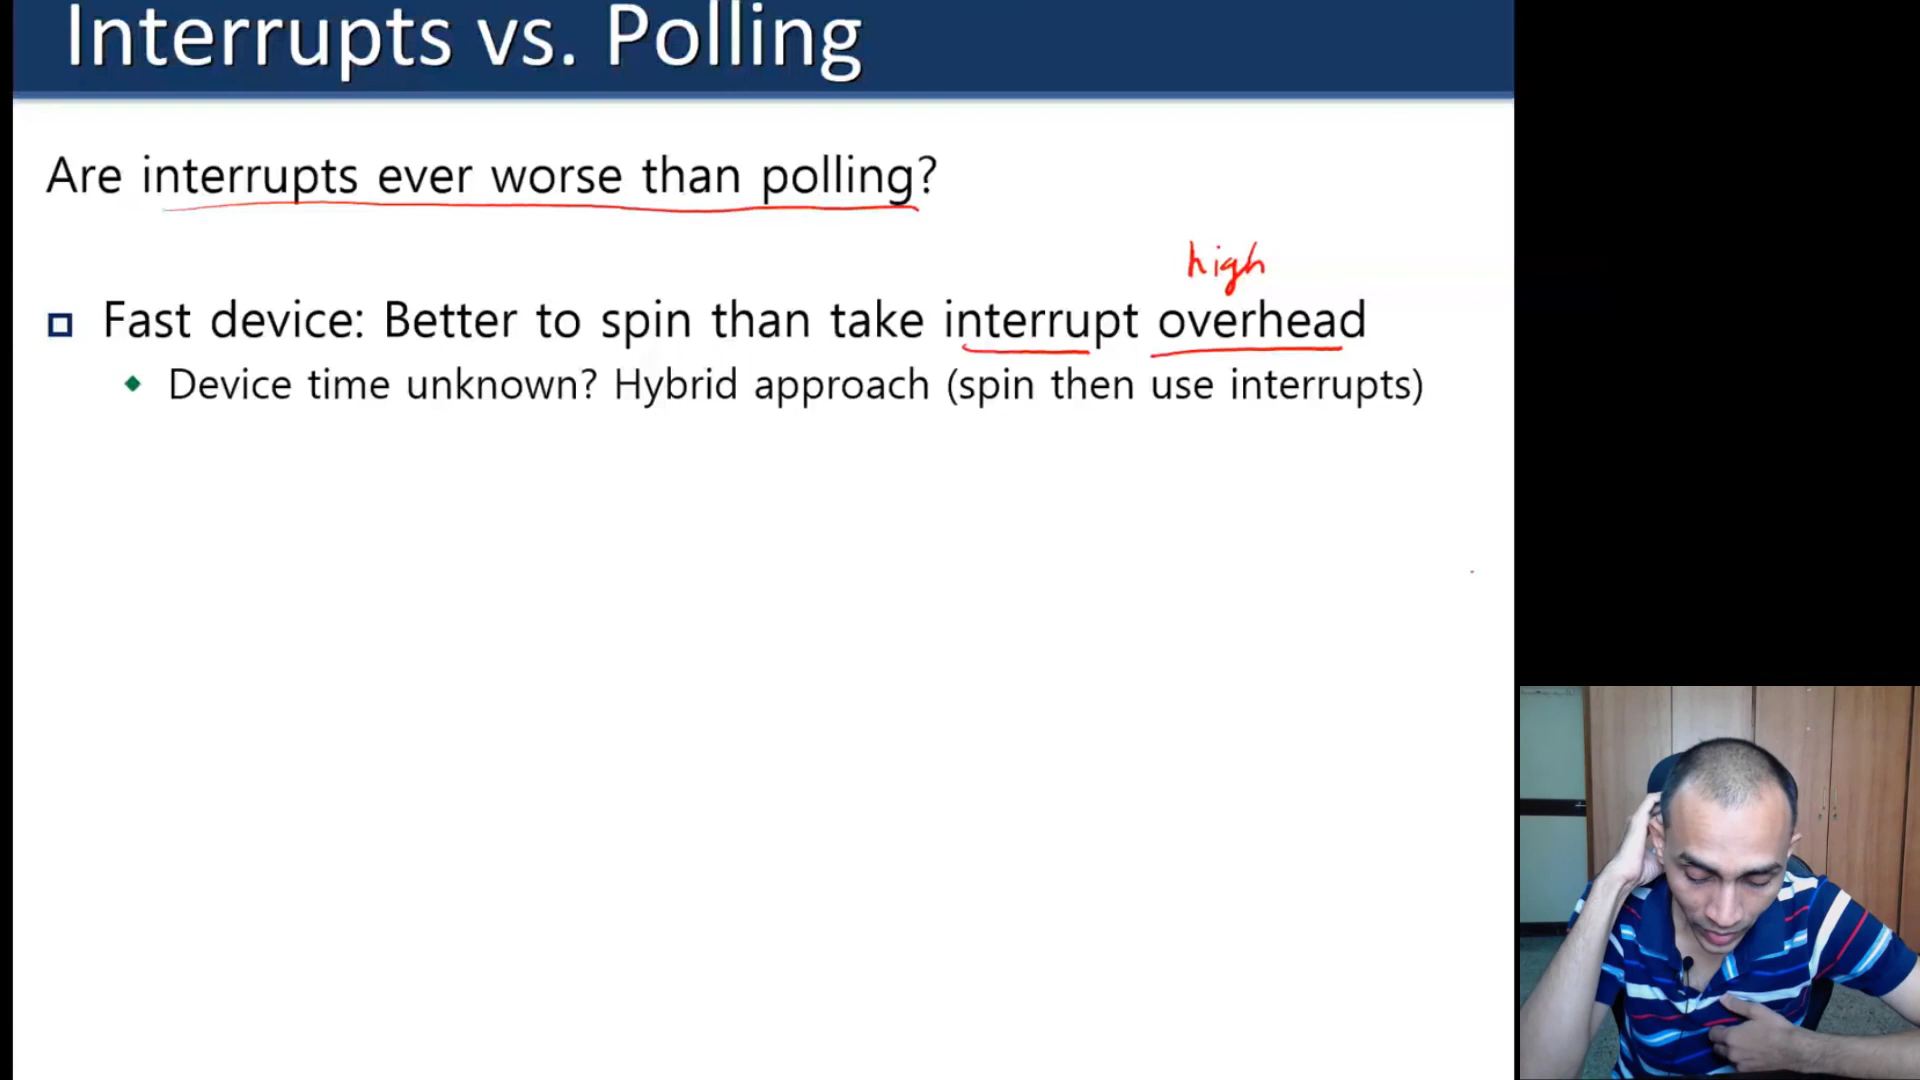 Interrupts vs. Polling
Are interrupts ever worse than polling?
high
Fast device: Better to spin than take interrupt overhead
Device time unknown? Hybrid approach (spin then use interrupts)